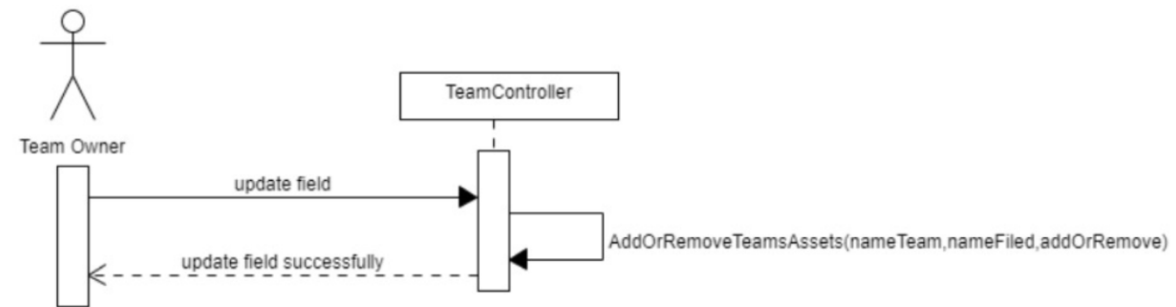 TeamController
Team Owner
update field
AddOrRemoveTeamsAssets(nameTeam,nameFiled,addOrRemove)
update field successfully